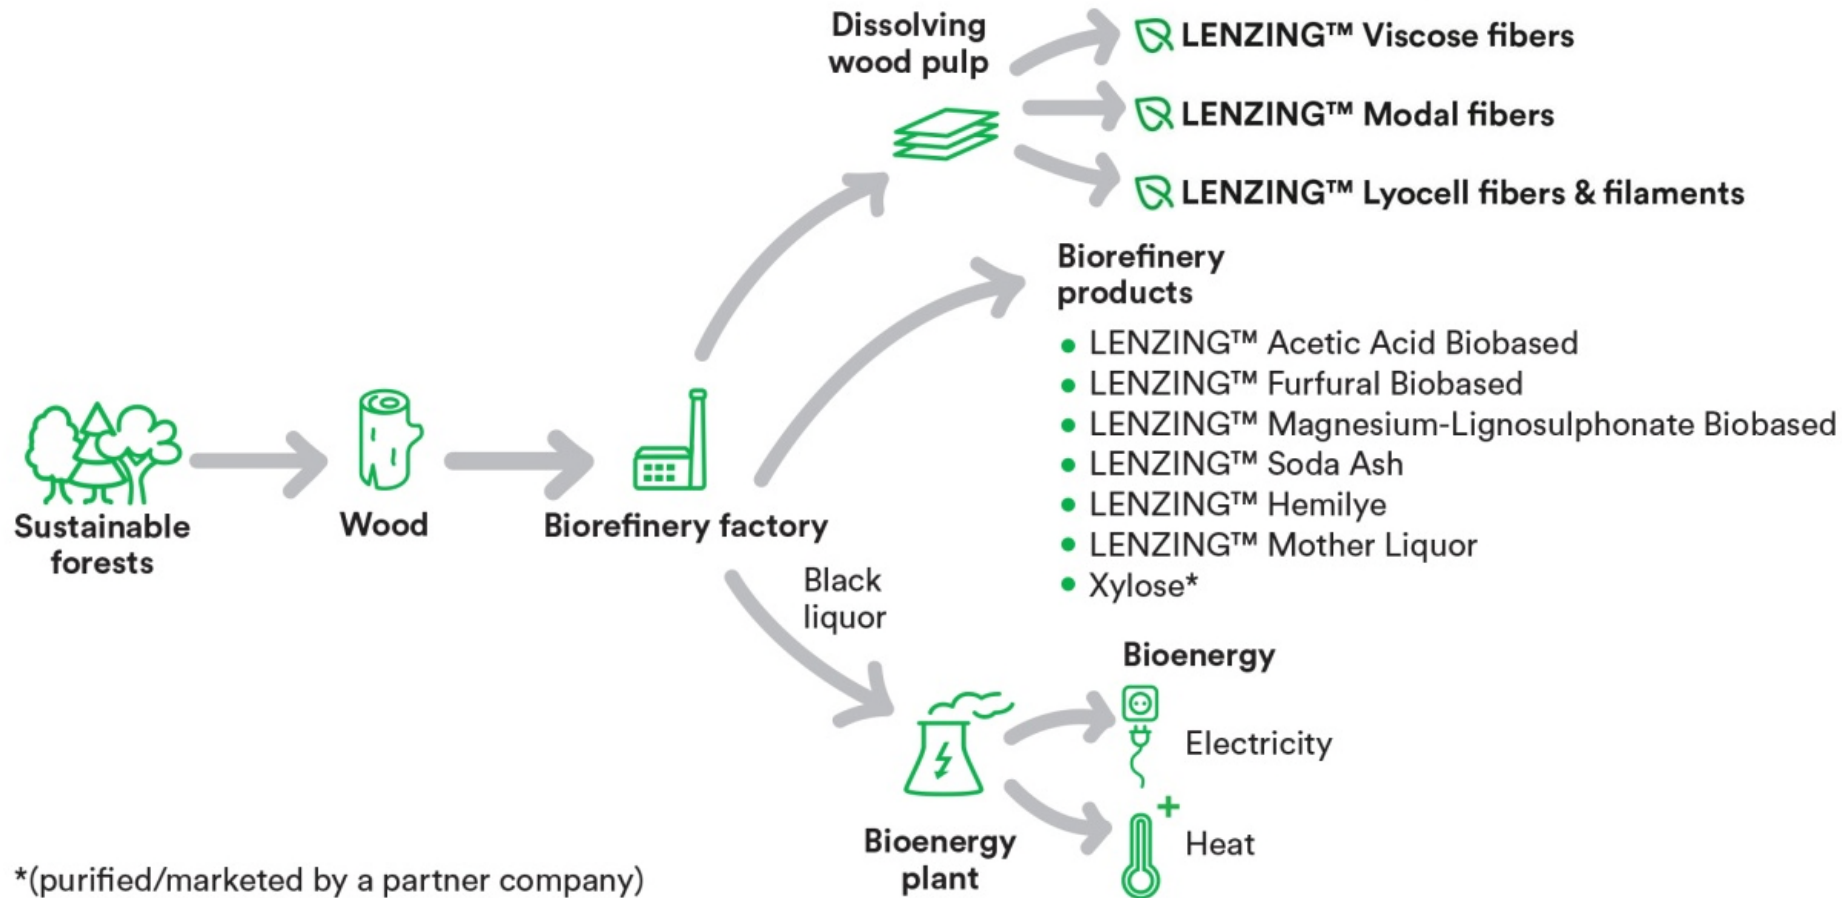 Dissolving
wood pulp
LENZING™ Viscose fibers
LENZING™ Modal fibers
LENZING™ Lyocell fibers & filaments
Biorefinery
products
LENZING™ Acetic Acid Biobased
LENZING™ Furfural Biobased
LENZING™ Magnesium-Lignosulphonate Biobased
LENZING™ Soda Ash
LENZING™ Hemilye
LENZING™ Mother Liquor
Xylose*
Sustainable
forests
Wood
Biorefinery factory
Black
liquor
Bioenergy
Electricity
Heat
Bioenergy
plant
*(purified/marketed by a partner company)